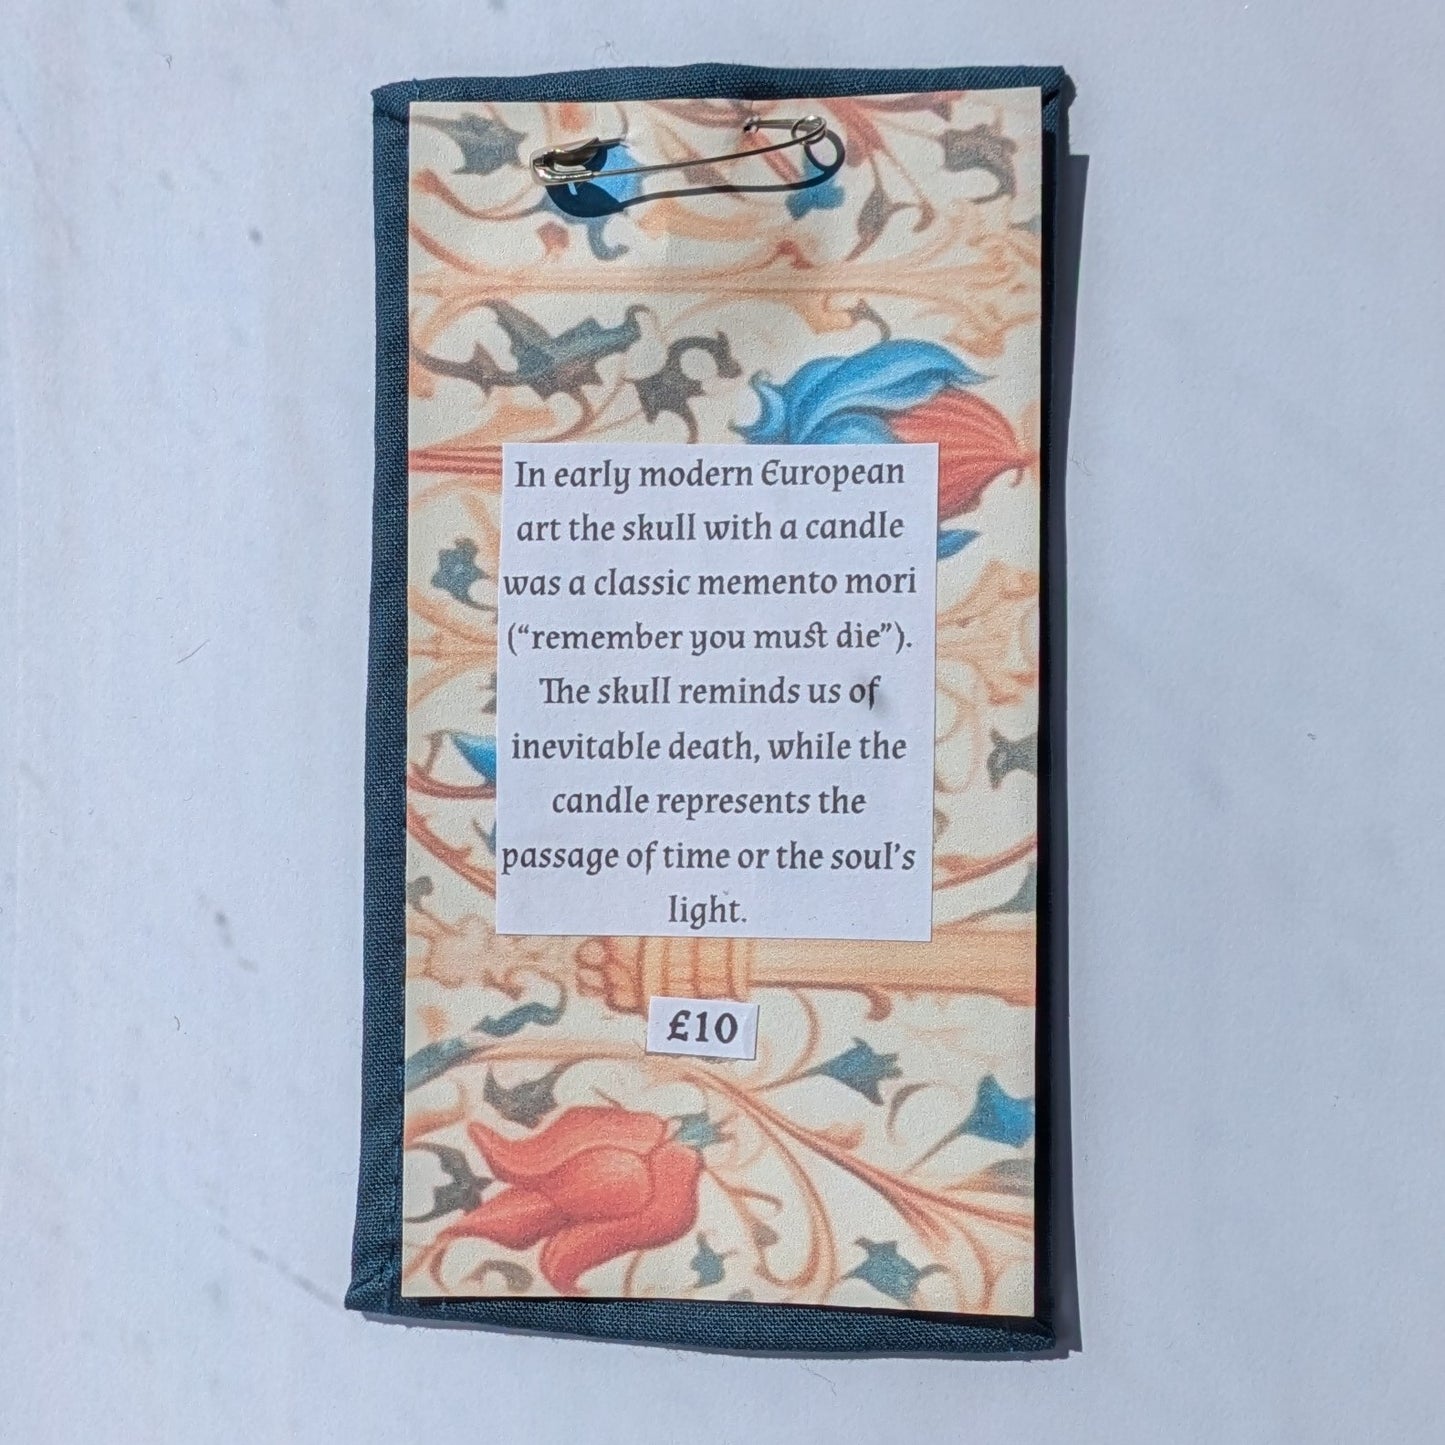 In early modern European
art the skull with a candle
was a classic memento mori
(“remember you must die”).
The skull reminds us of
inevitable death, while the
candle represents the
passage of time or the soul’s
light.
£10